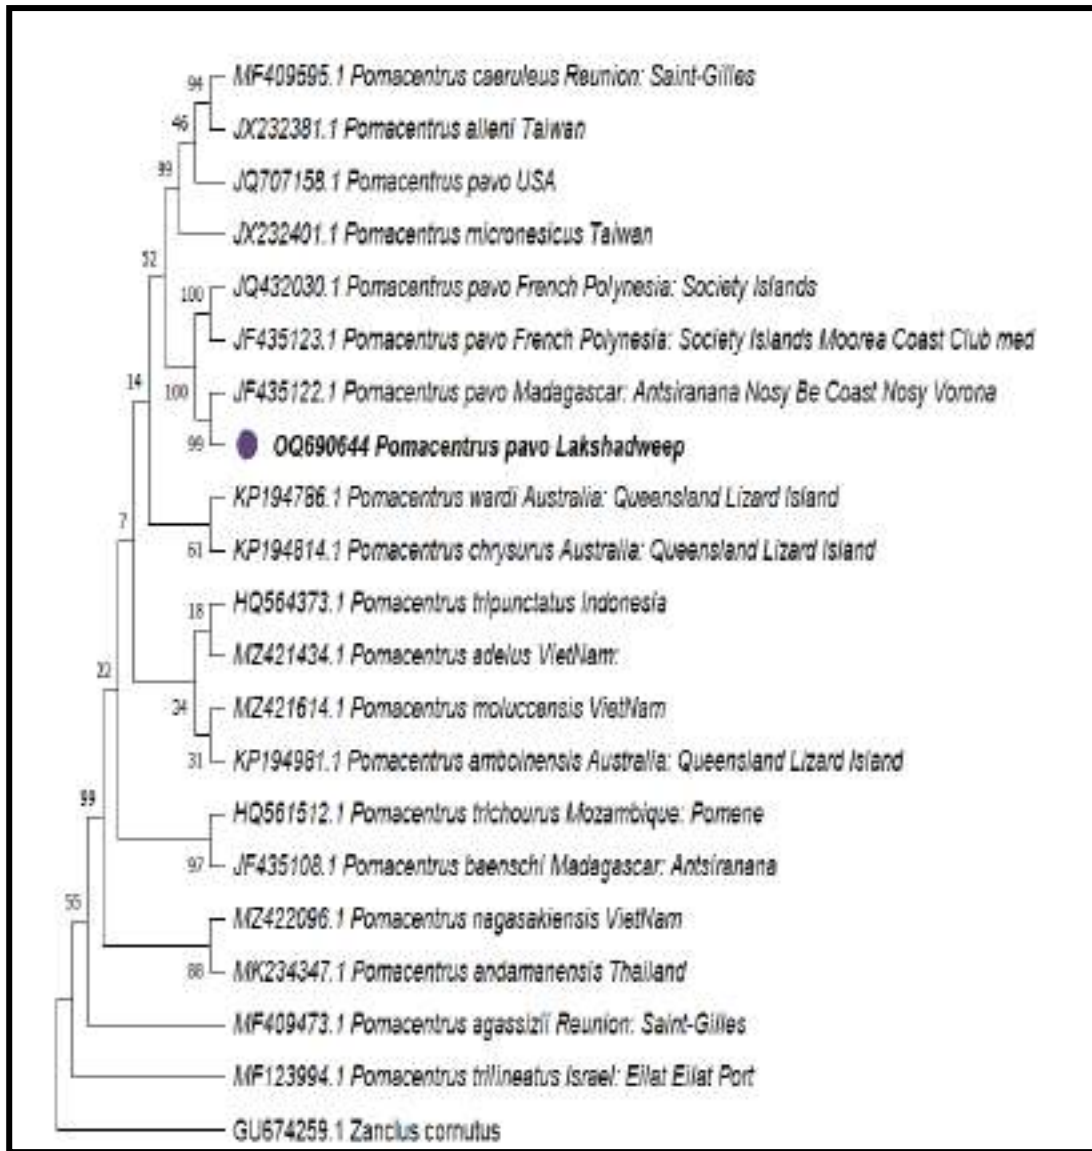 94
MF409595.1 Pomacentrus caeruleus Reunion: Saint-Gilles
46
JX232381.1 Pomacentrus alleni Taiwan
99
JQ707158.1 Pomacentrus pavo USA
JX232401.1 Pomacentrus micronesicus Taiwan
52
100
JQ432030.1 Pomacentrus pavo French Polynesia: Society Islands
JF435123.1 Pomacentrus pavo French Polynesia: Society Islands Moorea Coast Club med
14
100
JF435122.1 Pomacentrus pavo Madagascar: Antsiranana Nosy Be Coast Nosy Vorona
99
OQ690644 Pomacentrus pavo Lakshadweep
KP194786.1 Pomacentrus wardi Australia: Queensland Lizard Island
7
61
KP194814.1 Pomacentrus chrysurus Australia: Queensland Lizard Island
18
HQ564373.1 Pomacentrus tripunctatus Indonesia
MZ421434.1 Pomacentrus adelus VietNam:
22
24
MZ421614.1 Pomacentrus moluccensis VietNam
31
KP194981.1 Pomacentrus amboinensis Australia: Queensland Lizard Island
99
HQ561512.1 Pomacentrus trichourus Mozambique: Pomene
97
JF435108.1 Pomacentrus baenschi Madagascar: Antsiranana
55
MZ422096.1 Pomacentrus nagasakiensis VietNam
88
MK234347.1 Pomacentrus andamanensis Thailand
MF409473.1 Pomacentrus agassizii Reunion: Saint-Gilles
MF123994.1 Pomacentrus trilineatus Israel: Eilat Eilat Port
GU674259.1 Zanclus cornutus